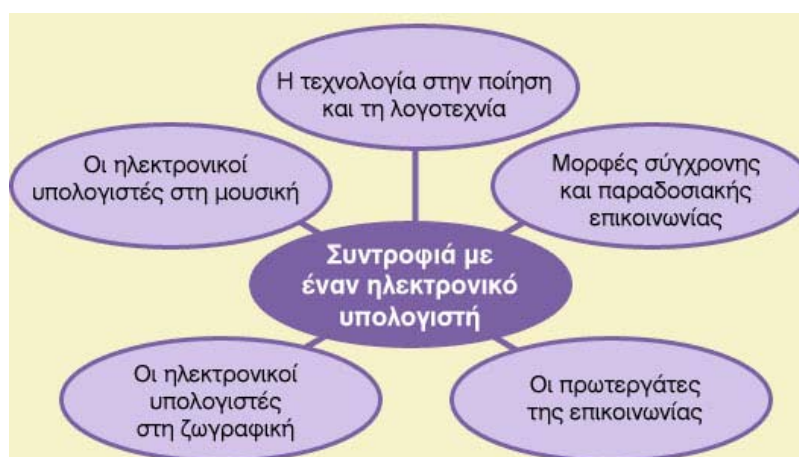 Η τεχνολογία στην ποίηση
και τη λογοτεχνία
Οι ηλεκτρονικοί
υπολογιστές στη μουσική
Μορφές σύγχρονης
και παραδοσιακής
επικοινωνίας
Συντροφιά με
έναν ηλεκτρονικό
υπολογιστή
Οι ηλεκτρονικοί
υπολογιστές
στη ζωγραφική
Οι πρωτεργάτες
της επικοινωνίας